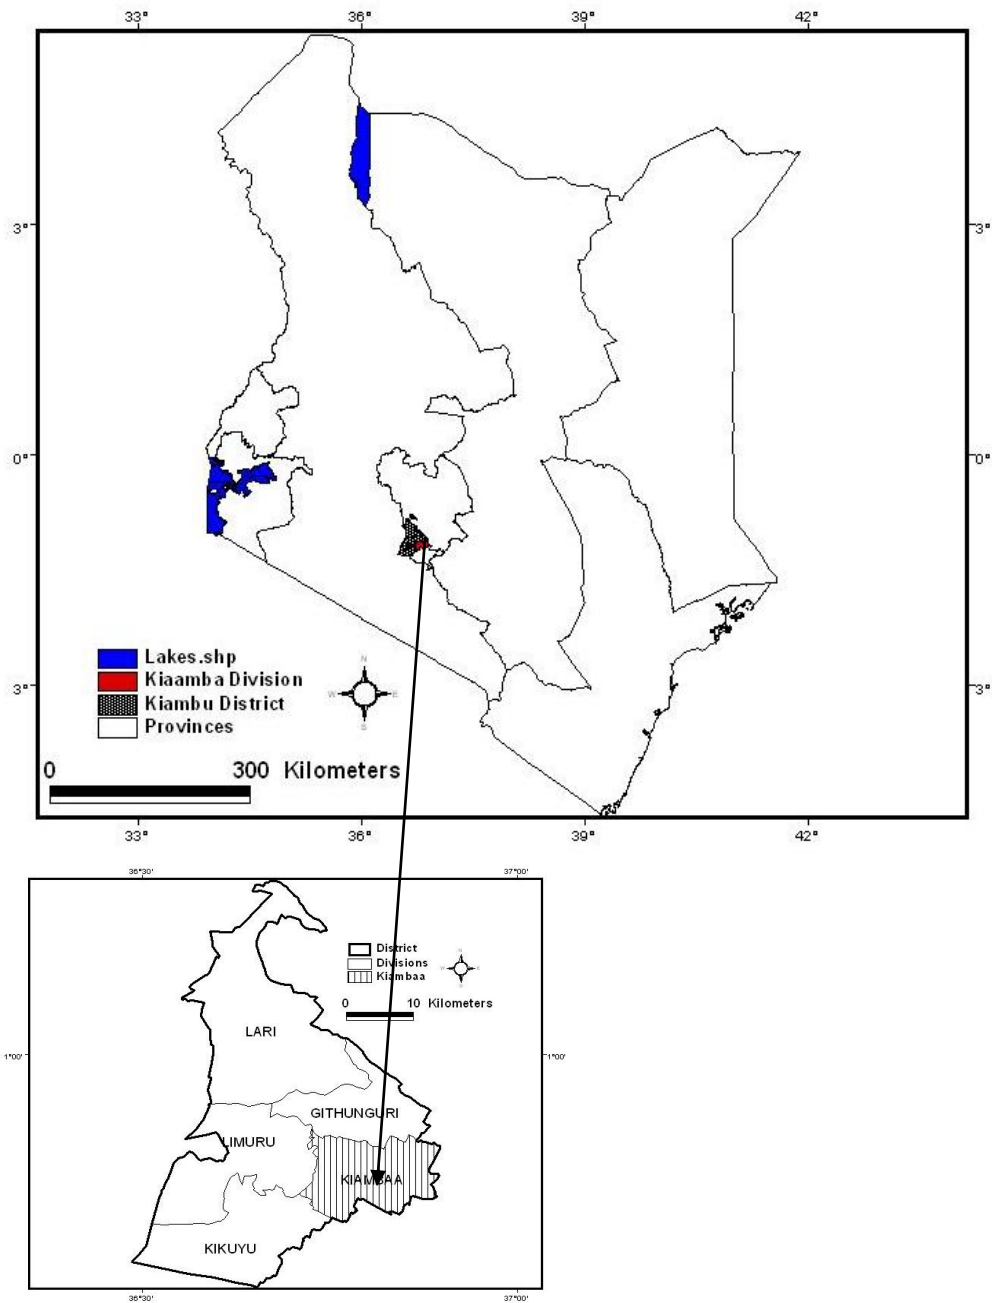 33° 36° 39° 42°
3° 3°
0° 0°
3° 3°
Lakes.shp
Kiaamba Division
Kiambu District
Provinces
N
W E
S
0 300 Kilometers
33° 36° 39° 42°
36°30' 37°00'
District
Divisions
Kiambaa
N
W E
S
0 10 Kilometers
LARI
1°00' 1°00'
GITHUNGURI
LIMURU
KIAMBAA
KIKUYU
36°30' 37°00'